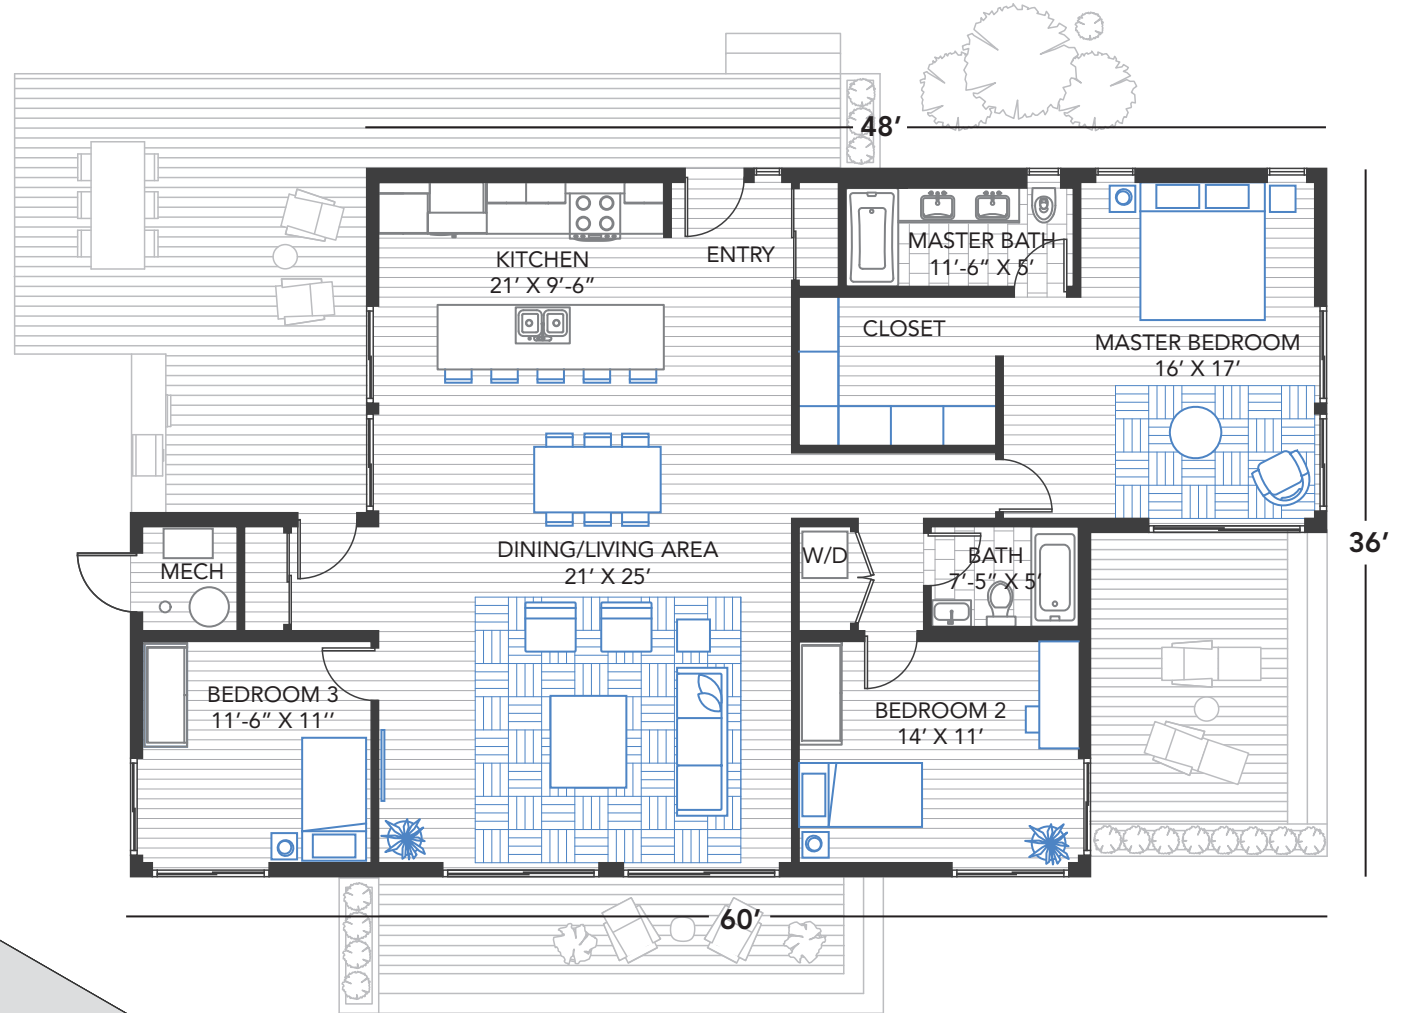 48’
KITCHEN
21’ X 9’-6”
ENTRY
MASTER BATH
11’-6” X 5’
CLOSET
MASTER BEDROOM
16’ X 17’
DINING/LIVING AREA
21’ X 25’
W/D
BATH
7’-5” X 5’
36’
MECH
BEDROOM 3
11’-6” X 11’’
BEDROOM 2
14’ X 11’
60’